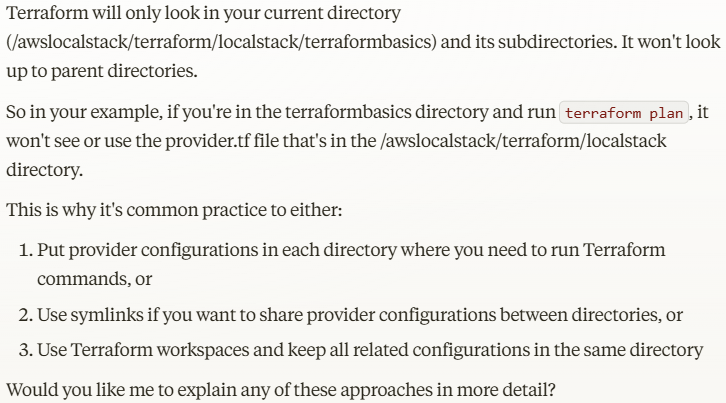 Terraform will only look in your current directory
(/awslocalstack/terraform/localstack/terraformbasics) and its subdirectories. It won't look
up to parent directories.
So in your example, if you're in the terraformbasics directory and run terraform plan, it
won't see or use the provider.tf file that's in the /awslocalstack/terraform/localstack
directory.
This is why it's common practice to either:
1. Put provider configurations in each directory where you need to run Terraform
commands, or
2. Use symlinks if you want to share provider configurations between directories, or
3. Use Terraform workspaces and keep all related configurations in the same directory
Would you like me to explain any of these approaches in more detail?